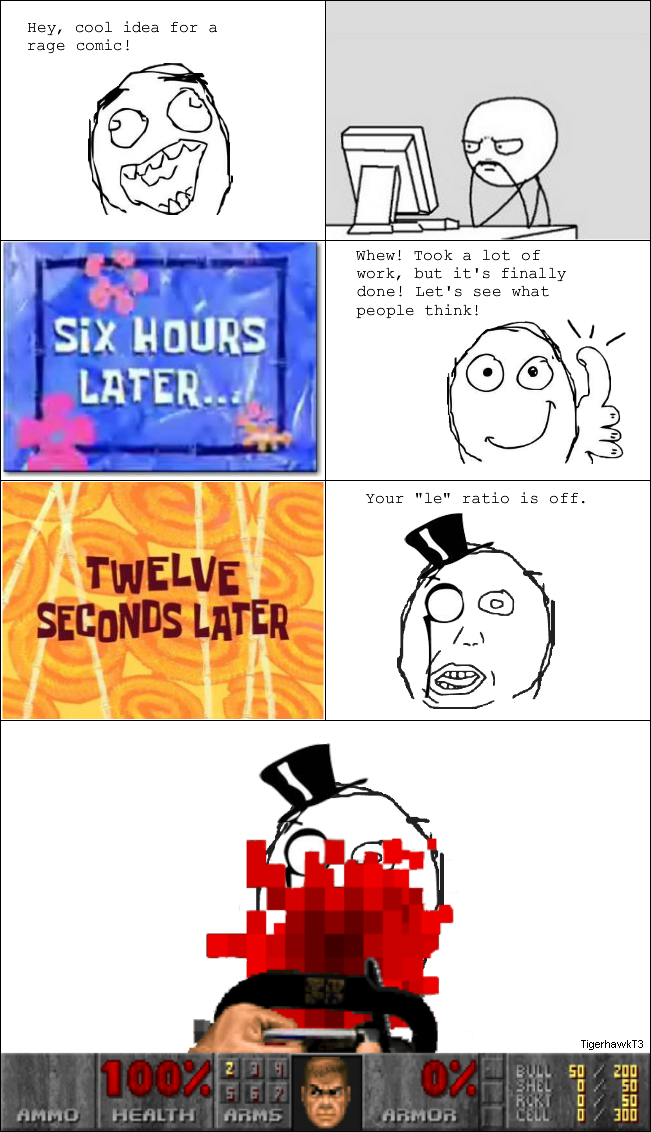 Hey, cool idea for a
rage comic!
SIX HOURS
LATER...
Whew! Took a lot of
work, but it's finally
done! Let's see what
people think!
TWELVE
SECONDS LATER
Your "le" ratio is off.
TigerhawkT3
100% 2 3 4 0% BULL 50 / 200
5 6 7 SHEL 0 / 50
RCKT 0 / 50
AMMO HEALTH ARMS ARMOR CELL 0 / 300